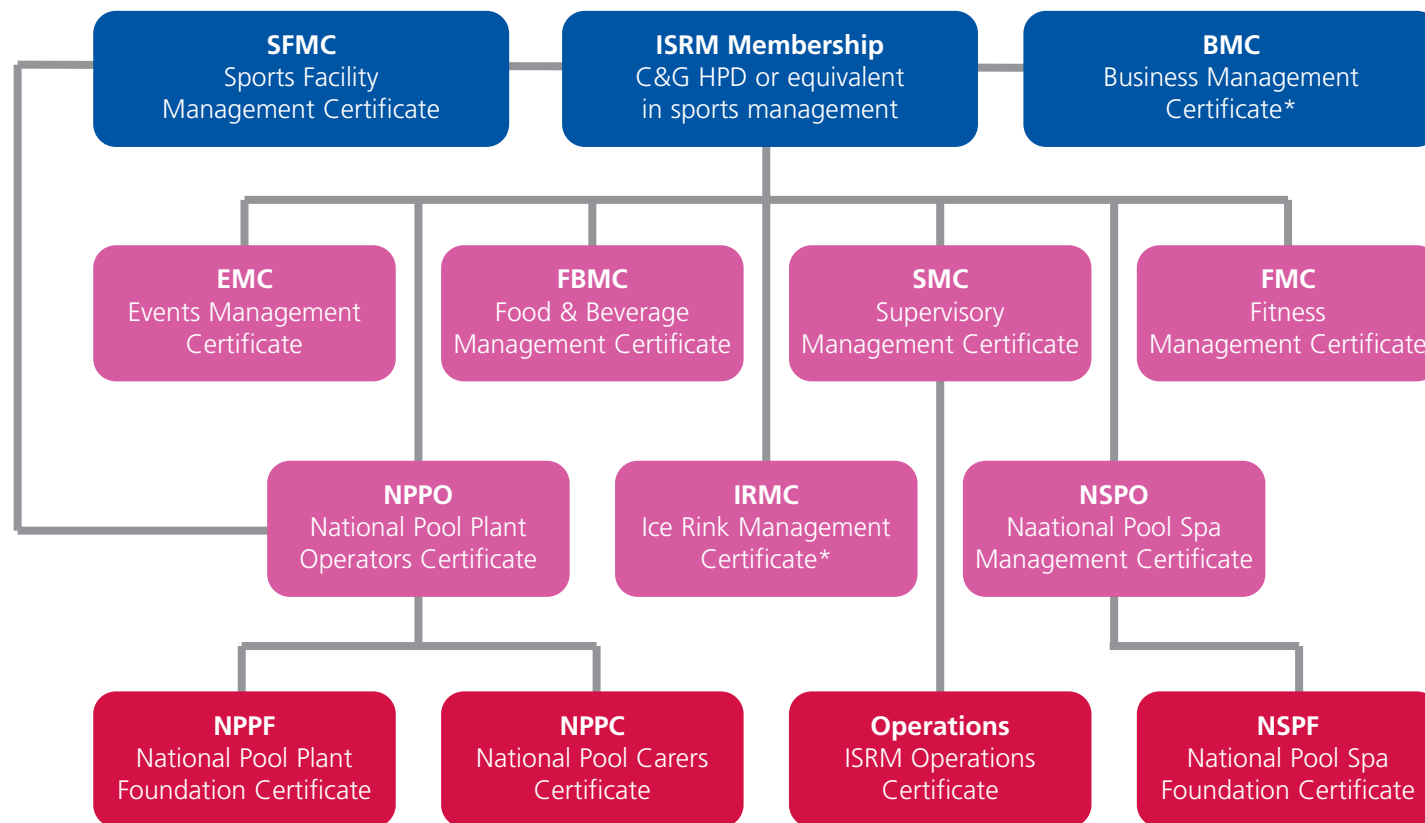 SFMC
Sports Facility
Management Certificate
ISRM Membership
C&G HPD or equivalent
in sports management
BMC
Business Management
Certificate*
EMC
Events Management
Certificate
FBMC
Food & Beverage
Management Certificate
SMC
Supervisory
Management Certificate
FMC
Fitness
Management Certificate
NPPO
National Pool Plant
Operators Certificate
IRMC
Ice Rink Management
Certificate*
NSPO
Naational Pool Spa
Management Certificate
NPPF
National Pool Plant
Foundation Certificate
NPPC
National Pool Carers
Certificate
Operations
ISRM Operations
Certificate
NSPF
National Pool Spa
Foundation Certificate